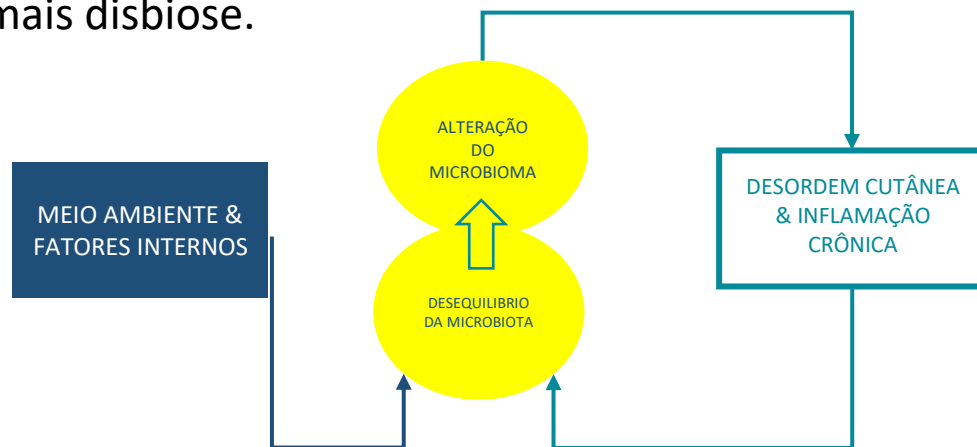 mais disbiose.
ALTERAÇÃO
DO
MICROBIOMA
MEIO AMBIENTE &
FATORES INTERNOS
DESORDEM CUTÂNEA
& INFLAMAÇÃO
CRÔNICA
DESEQUILIBRIO
DA MICROBIOTA